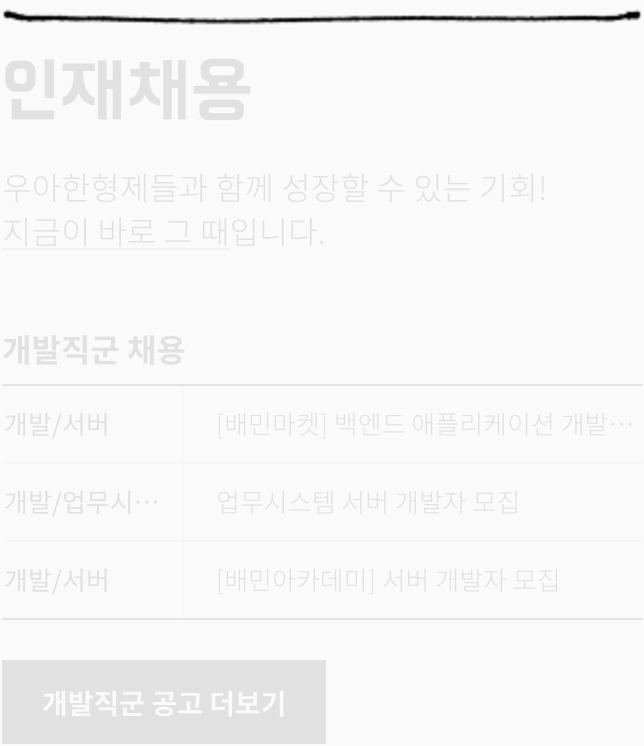 인재채용
우아한형제들과 함께 성장할 수 있는 기회!
지금이 바로 그 때입니다.
개발직군 채용
개발/서버 [배민마켓] 백엔드 애플리케이션 개발…
개발/업무시… 업무시스템 서버 개발자 모집
개발/서버 [배민아카데미] 서버 개발자 모집
개발직군 공고 더보기